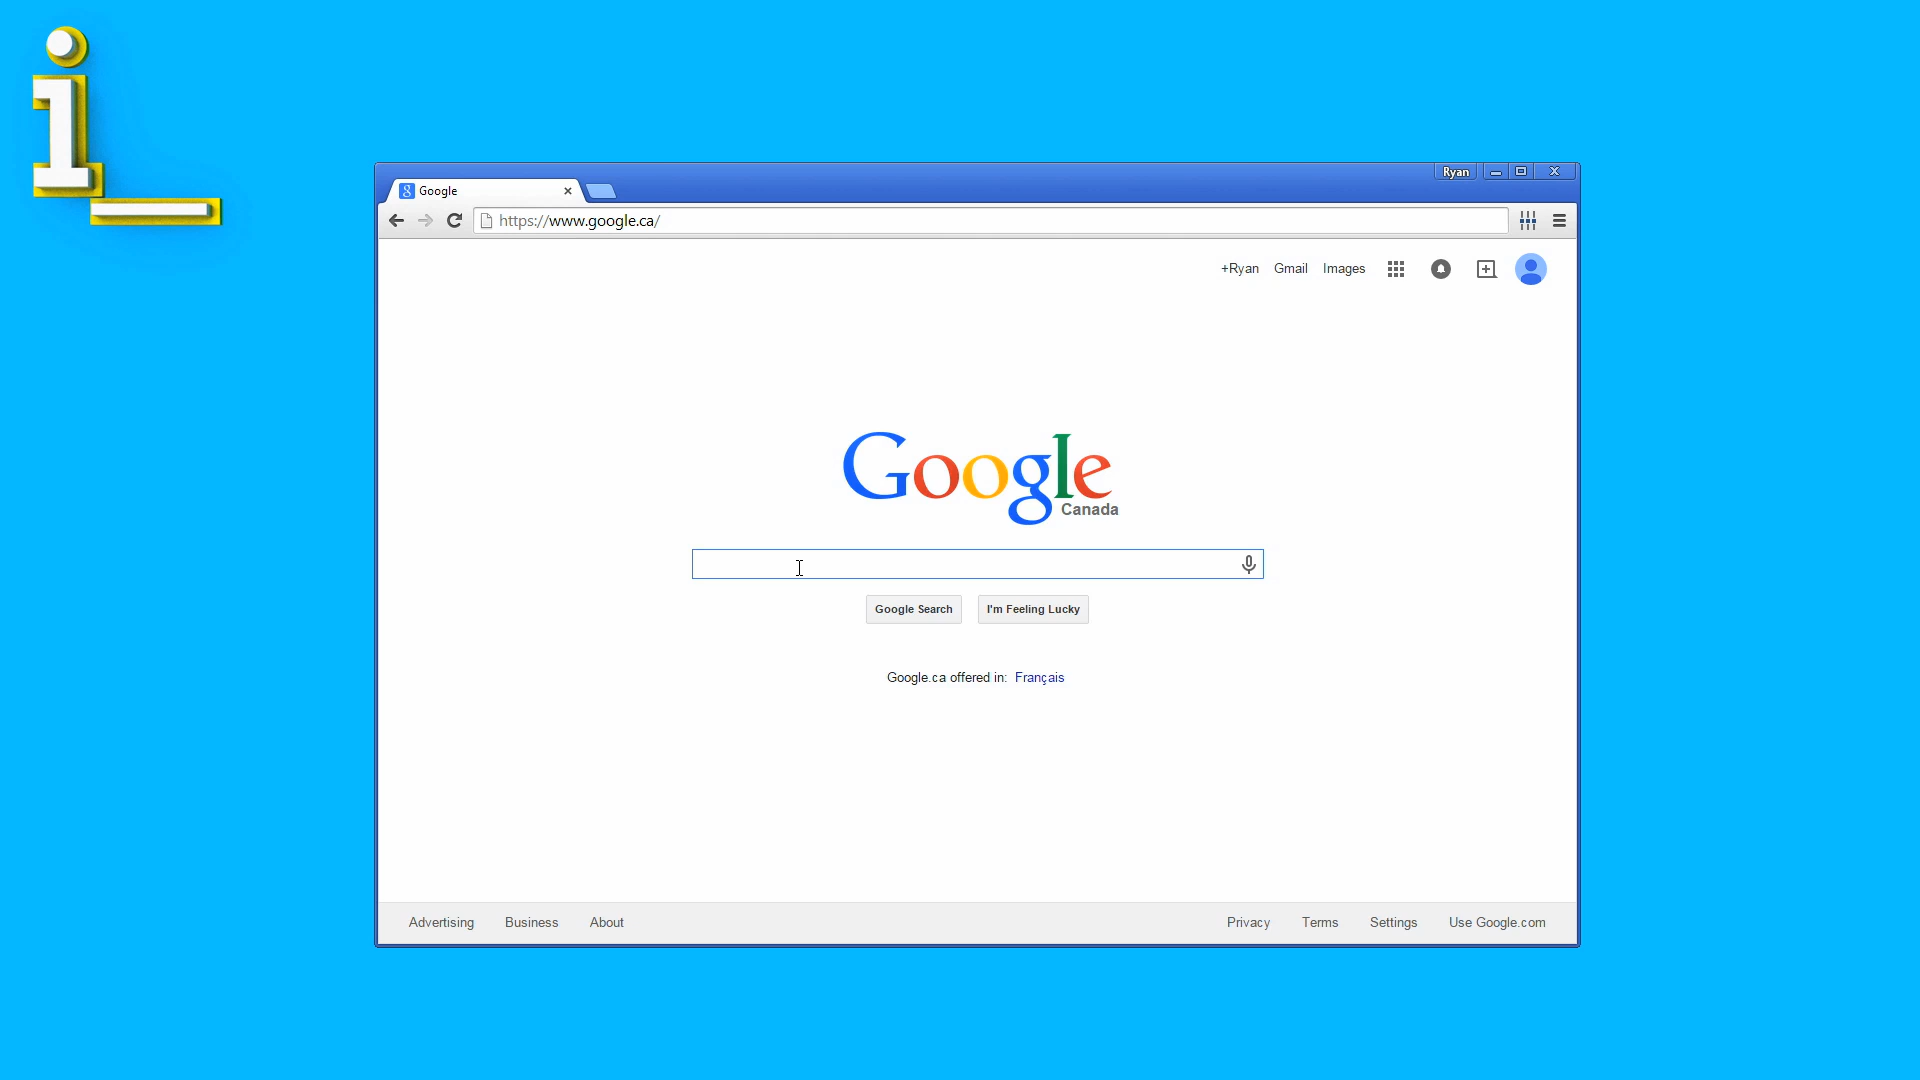 i_
Ryan
Google
https://www.google.ca/
+Ryan Gmail Images
Google
Canada
Google Search I'm Feeling Lucky
Google.ca offered in: Français
Advertising Business About Privacy Terms Settings Use Google.com